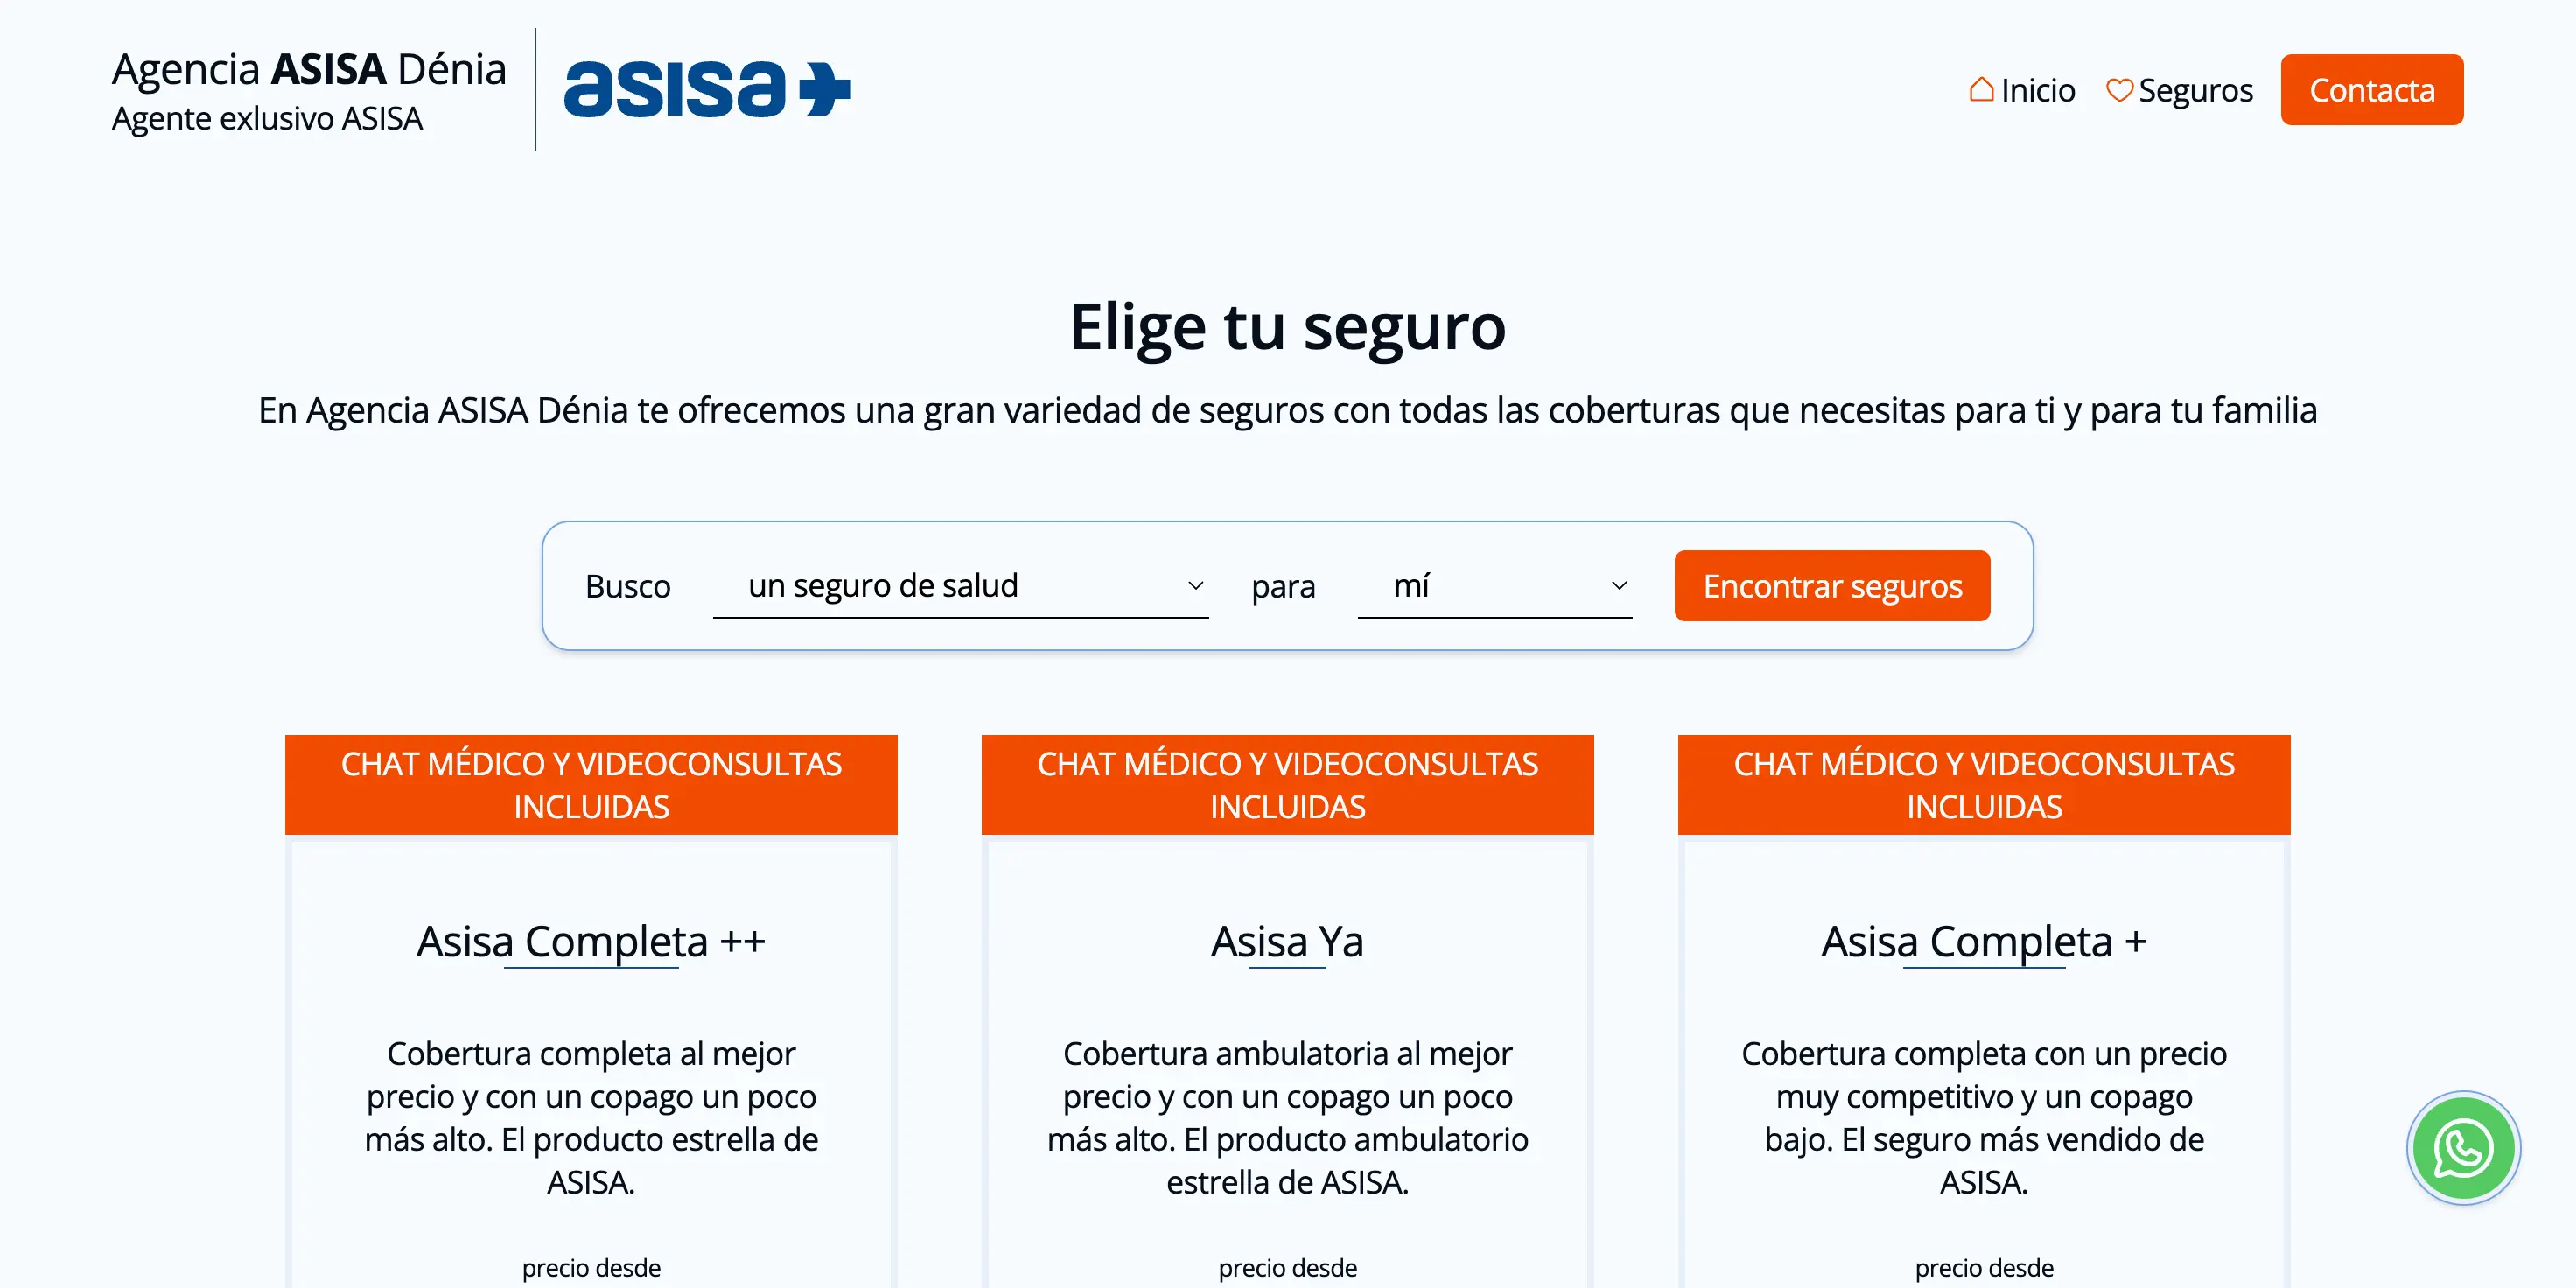 Agencia ASISA Dénia
Agente exlusivo ASISA
asisa
Inicio
Seguros
Contacta
Elige tu seguro
En Agencia ASISA Dénia te ofrecemos una gran variedad de seguros con todas las coberturas que necesitas para ti y para tu familia
Busco un seguro de salud para mí Encontrar seguros
CHAT MÉDICO Y VIDEOCONSULTAS
INCLUIDAS
Asisa Completa ++
Cobertura completa al mejor
precio y con un copago un poco
más alto. El producto estrella de
ASISA.
precio desde
CHAT MÉDICO Y VIDEOCONSULTAS
INCLUIDAS
Asisa Ya
Cobertura ambulatoria al mejor
precio y con un copago un poco
más alto. El producto ambulatorio
estrella de ASISA.
precio desde
CHAT MÉDICO Y VIDEOCONSULTAS
INCLUIDAS
Asisa Completa +
Cobertura completa con un precio
muy competitivo y un copago
bajo. El seguro más vendido de
ASISA.
precio desde